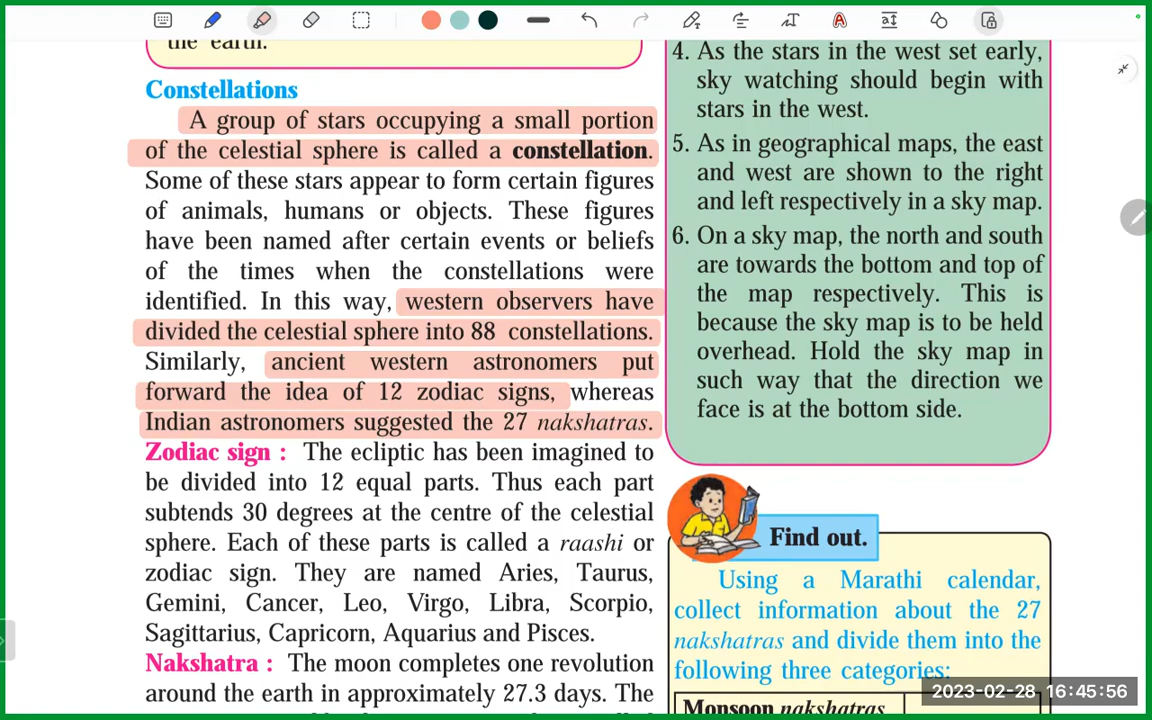 the earth.
Constellations
A group of stars occupying a small portion
of the celestial sphere is called a constellation.
Some of these stars appear to form certain figures
of animals, humans or objects. These figures
have been named after certain events or beliefs
of the times when the constellations were
identified. In this way, western observers have
divided the celestial sphere into 88 constellations.
Similarly, ancient western astronomers put
forward the idea of 12 zodiac signs, whereas
Indian astronomers suggested the 27 nakshatras.
Zodiac sign : The ecliptic has been imagined to
be divided into 12 equal parts. Thus each part
subtends 30 degrees at the centre of the celestial
sphere. Each of these parts is called a raashi or
zodiac sign. They are named Aries, Taurus,
Gemini, Cancer, Leo, Virgo, Libra, Scorpio,
Sagittarius, Capricorn, Aquarius and Pisces.
Nakshatra : The moon completes one revolution
around the earth in approximately 27.3 days. The
4. As the stars in the west set early,
sky watching should begin with
stars in the west.
5. As in geographical maps, the east
and west are shown to the right
and left respectively in a sky map.
6. On a sky map, the north and south
are towards the bottom and top of
the map respectively. This is
because the sky map is to be held
overhead. Hold the sky map in
such way that the direction we
face is at the bottom side.
Find out.
Using a Marathi calendar,
collect information about the 27
nakshatras and divide them into the
following three categories:
Monsoon nakshatras
2023-02-28 16:45:56